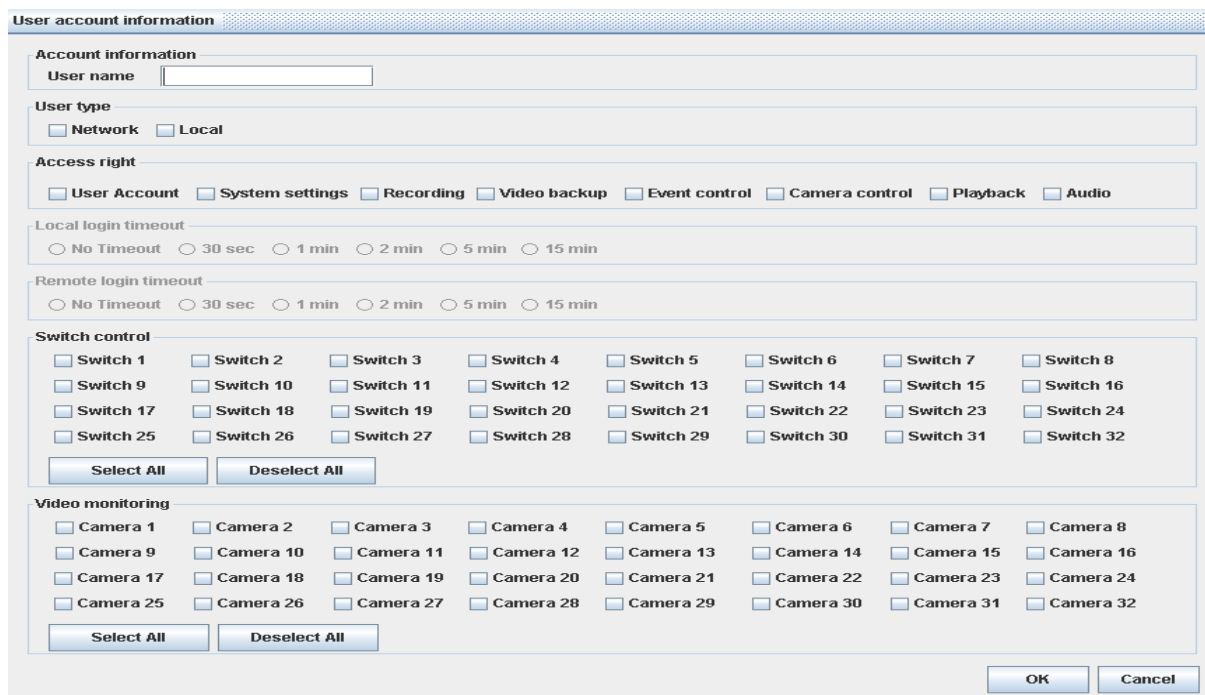 User account information
Account information
User name
User type
Network Local
Access right
User Account System settings Recording Video backup Event control Camera control Playback Audio
Local login timeout
No Timeout 30 sec 1 min 2 min 5 min 15 min
Remote login timeout
No Timeout 30 sec 1 min 2 min 5 min 15 min
Switch control
Switch 1 Switch 2 Switch 3 Switch 4 Switch 5 Switch 6 Switch 7 Switch 8
Switch 9 Switch 10 Switch 11 Switch 12 Switch 13 Switch 14 Switch 15 Switch 16
Switch 17 Switch 18 Switch 19 Switch 20 Switch 21 Switch 22 Switch 23 Switch 24
Switch 25 Switch 26 Switch 27 Switch 28 Switch 29 Switch 30 Switch 31 Switch 32
Select All Deselect All
Video monitoring
Camera 1 Camera 2 Camera 3 Camera 4 Camera 5 Camera 6 Camera 7 Camera 8
Camera 9 Camera 10 Camera 11 Camera 12 Camera 13 Camera 14 Camera 15 Camera 16
Camera 17 Camera 18 Camera 19 Camera 20 Camera 21 Camera 22 Camera 23 Camera 24
Camera 25 Camera 26 Camera 27 Camera 28 Camera 29 Camera 30 Camera 31 Camera 32
Select All Deselect All
OK Cancel